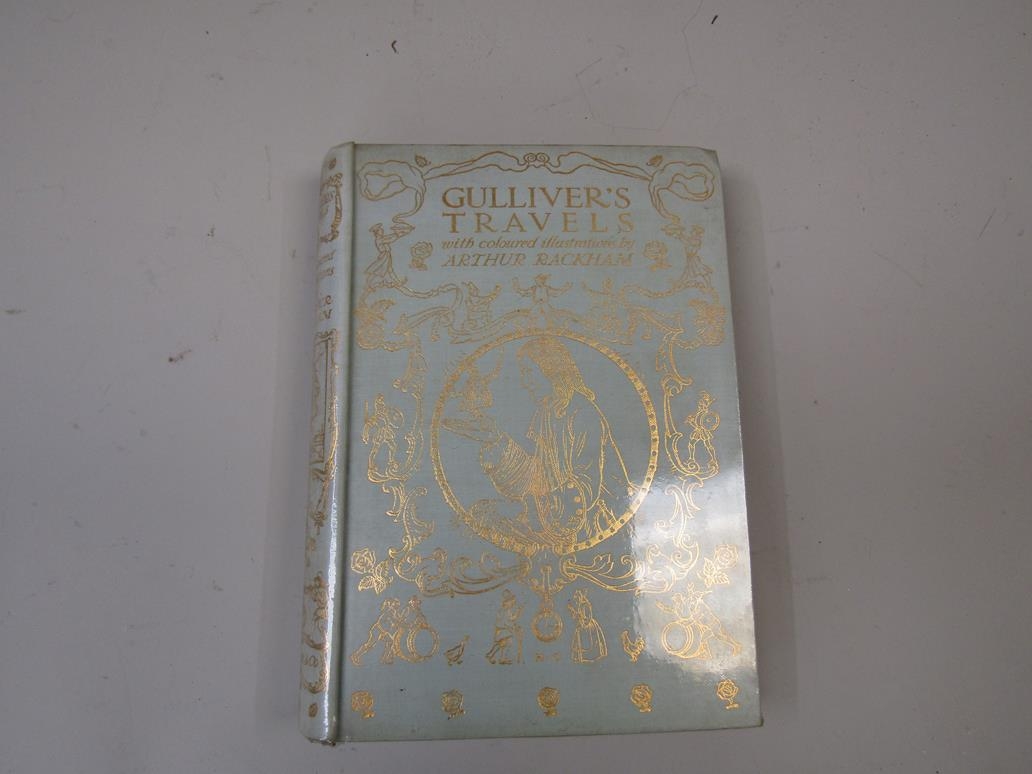 GULLIVER'S
TRAVELS
with coloured illustrations by
ARTHUR RACKHAM